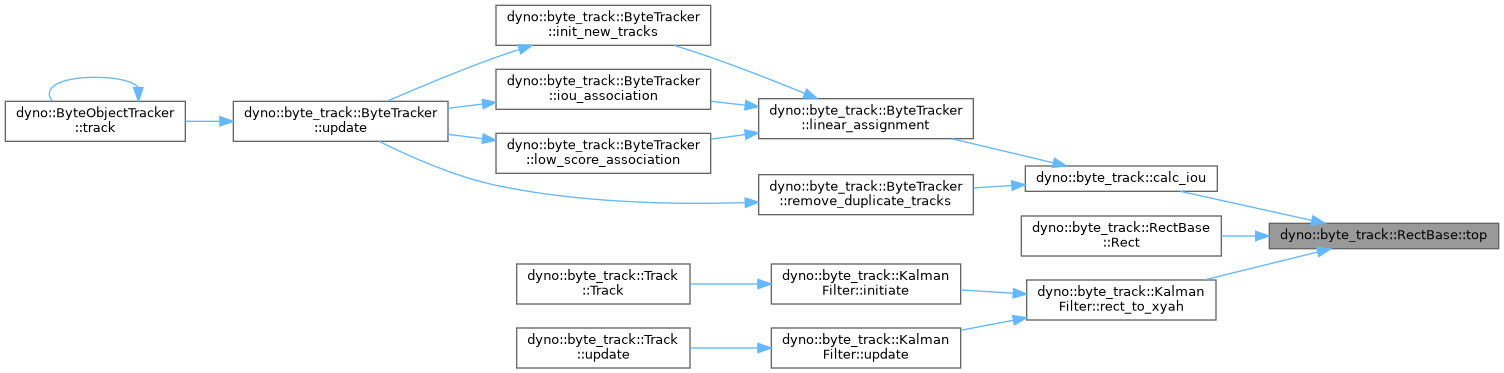 dyno::byte_track::ByteTracker
::init_new_tracks
dyno::byte_track::ByteTracker
::iou_association
dyno::ByteObjectTracker
::track
dyno::byte_track::ByteTracker
::update
dyno::byte_track::ByteTracker
::linear_assignment
dyno::byte_track::ByteTracker
::low_score_association
dyno::byte_track::calc_iou
dyno::byte_track::ByteTracker
::remove_duplicate_tracks
dyno::byte_track::RectBase
::Rect
dyno::byte_track::RectBase::top
dyno::byte_track::Track
::Track
dyno::byte_track::Kalman
Filter::initiate
dyno::byte_track::Kalman
Filter::rect_to_xyah
dyno::byte_track::Track
::update
dyno::byte_track::Kalman
Filter::update